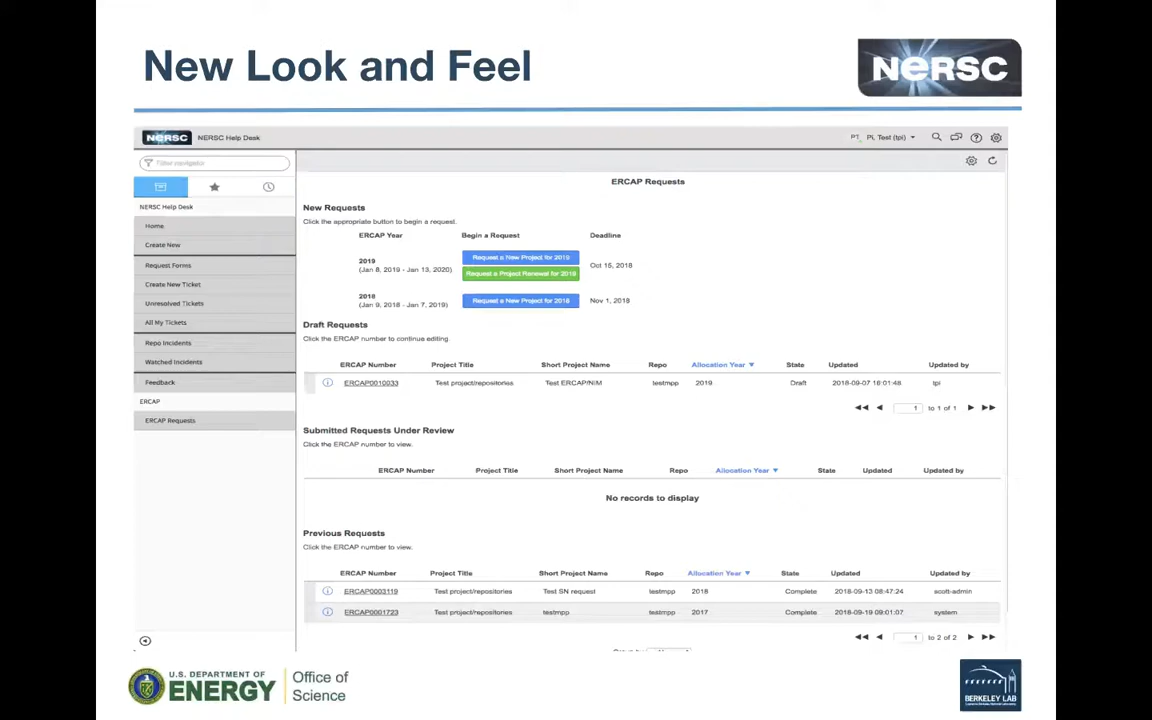 New Look and Feel
NERSC
NERSC NERSC Help Desk PT Pi, Test (tpi)
Filter navigator
ERCAP Requests
NERSC Help Desk
Home
Create New
Request Forms
Create New Ticket
Unresolved Tickets
All My Tickets
Repo Incidents
Watched Incidents
Feedback
ERCAP
ERCAP Requests
New Requests
Click the appropriate button to begin a request.
ERCAP Year Begin a Request Deadline
2019
(Jan 8, 2019 - Jan 13, 2020)
Request a New Project for 2019
Request a Project Renewal for 2019
Oct 15, 2018
2018
(Jan 9, 2018 - Jan 7, 2019)
Request a New Project for 2018
Nov 1, 2018
Draft Requests
Click the ERCAP number to continue editing.
ERCAP Number Project Title Short Project Name Repo Allocation Year State Updated Updated by
ERCAP0010033 Test project/repositories Test ERCAP/NIM testmpp 2019 Draft 2018-09-07 16:01:48 tpi
1 to 1 of 1
Submitted Requests Under Review
Click the ERCAP number to view.
ERCAP Number Project Title Short Project Name Repo Allocation Year State Updated Updated by
No records to display
Previous Requests
Click the ERCAP number to view.
ERCAP Number Project Title Short Project Name Repo Allocation Year State Updated Updated by
ERCAP0003119 Test project/repositories Test SN request testmpp 2018 Complete 2018-09-13 08:47:24 scott-admin
ERCAP0001723 Test project/repositories testmpp testmpp 2017 Complete 2018-09-19 09:01:07 system
1 to 2 of 2
U.S. DEPARTMENT OF
ENERGY
Office of
Science
BERKELEY LAB